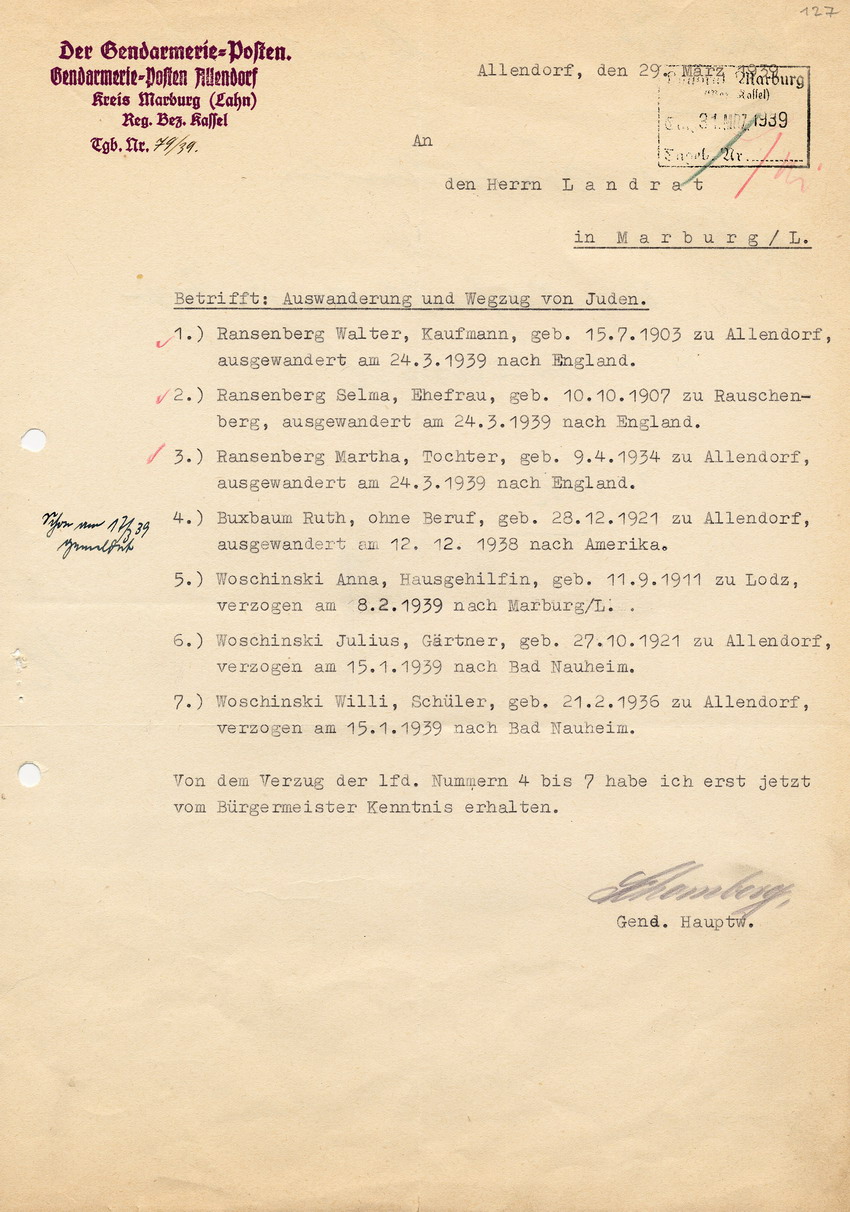 127
Der Gendarmerie=Posten.
Gendarmerie=Posten Allendorf
Kreis Marburg (Lahn)
Reg. Bez. Kassel
Tgb. Nr. 79/39.
Allendorf, den 29. März 1939
Marburg
Kassel)
31. MRZ. 1939
Tageb. Nr.
An
den Herrn L a n d r a t
in M a r b u r g / L.
Betrifft: Auswanderung und Wegzug von Juden.
1.) Ransenberg Walter, Kaufmann, geb. 15.7.1903 zu Allendorf,
ausgewandert am 24.3.1939 nach England.
2.) Ransenberg Selma, Ehefrau, geb. 10.10.1907 zu Rauschen-
berg, ausgewandert am 24.3.1939 nach England.
3.) Ransenberg Martha, Tochter, geb. 9.4.1934 zu Allendorf,
ausgewandert am 24.3.1939 nach England.
Schon am 39
gemeldet
4.) Buxbaum Ruth, ohne Beruf, geb. 28.12.1921 zu Allendorf,
ausgewandert am 12. 12. 1938 nach Amerika.
5.) Woschinski Anna, Hausgehilfin, geb. 11.9.1911 zu Lodz,
verzogen am 8.2.1939 nach Marburg/L. .
6.) Woschinski Julius, Gärtner, geb. 27.10.1921 zu Allendorf,
verzogen am 15.1.1939 nach Bad Nauheim.
7.) Woschinski Willi, Schüler, geb. 21.2.1936 zu Allendorf,
verzogen am 15.1.1939 nach Bad Nauheim.
Von dem Verzug der lfd. Nummern 4 bis 7 habe ich erst jetzt
vom Bürgermeister Kenntnis erhalten.
Gend. Hauptw.